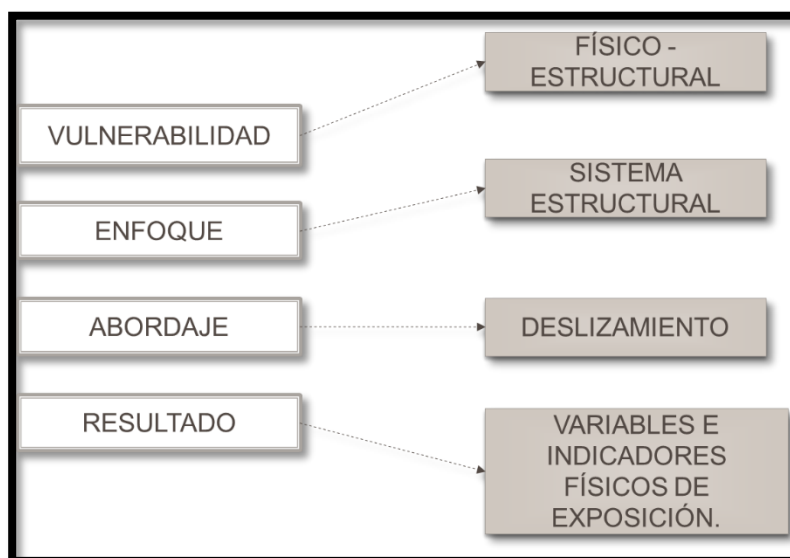 VULNERABILIDAD
FÍSICO -
ESTRUCTURAL
ENFOQUE
SISTEMA
ESTRUCTURAL
ABORDAJE
DESLIZAMIENTO
RESULTADO
VARIABLES E
INDICADORES
FÍSICOS DE
EXPOSICIÓN.